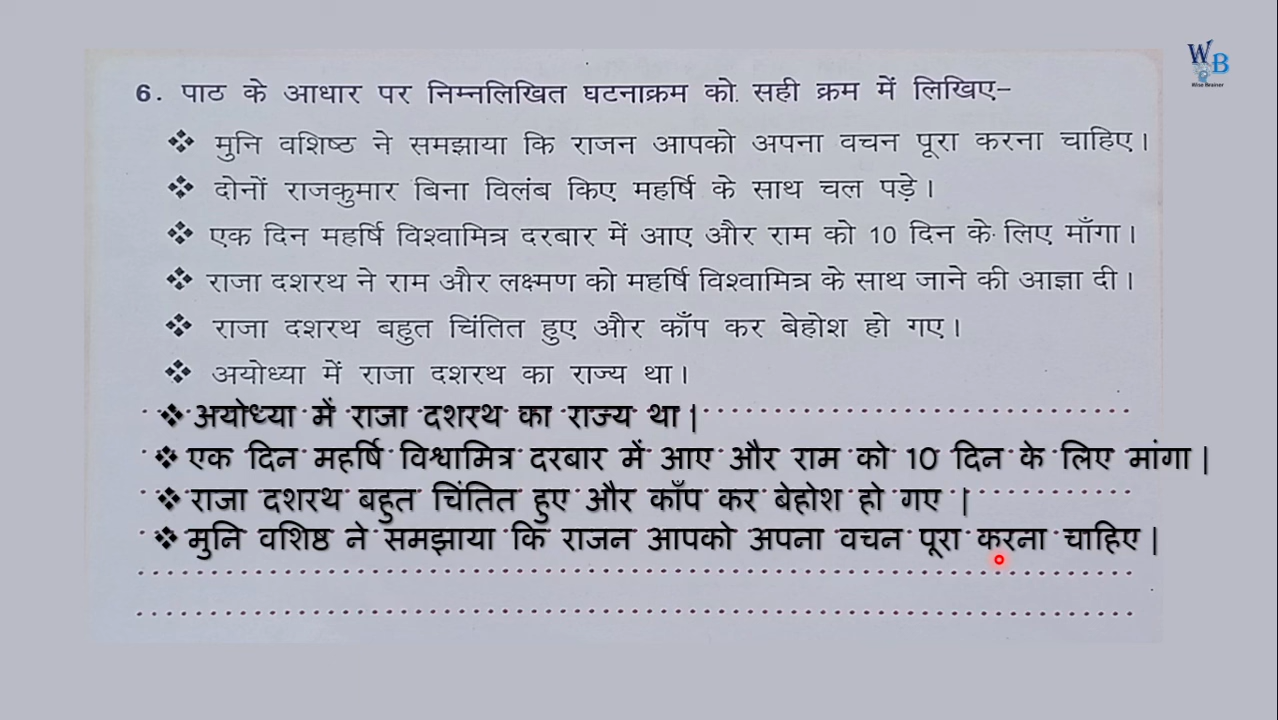 WB
Wise Brainer
6. पाठ के आधार पर निम्नलिखित घटनाक्रम को सही क्रम में लिखिए–
❖ मुनि वशिष्ठ ने समझाया कि राजन आपको अपना वचन पूरा करना चाहिए।
❖ दोनों राजकुमार बिना विलंब किए महर्षि के साथ चल पड़े।
❖ एक दिन महर्षि विश्वामित्र दरबार में आए और राम को 10 दिन के लिए माँगा।
❖ राजा दशरथ ने राम और लक्ष्मण को महर्षि विश्वामित्र के साथ जाने की आज्ञा दी।
❖ राजा दशरथ बहुत चिंतित हुए और काँप कर बेहोश हो गए।
❖ अयोध्या में राजा दशरथ का राज्य था।
❖ अयोध्या में राजा दशरथ का राज्य था |
❖ एक दिन महर्षि विश्वामित्र दरबार में आए और राम को 10 दिन के लिए मांगा |
❖ राजा दशरथ बहुत चिंतित हुए और काँप कर बेहोश हो गए |
❖ मुनि वशिष्ठ ने समझाया कि राजन आपको अपना वचन पूरा करना चाहिए |